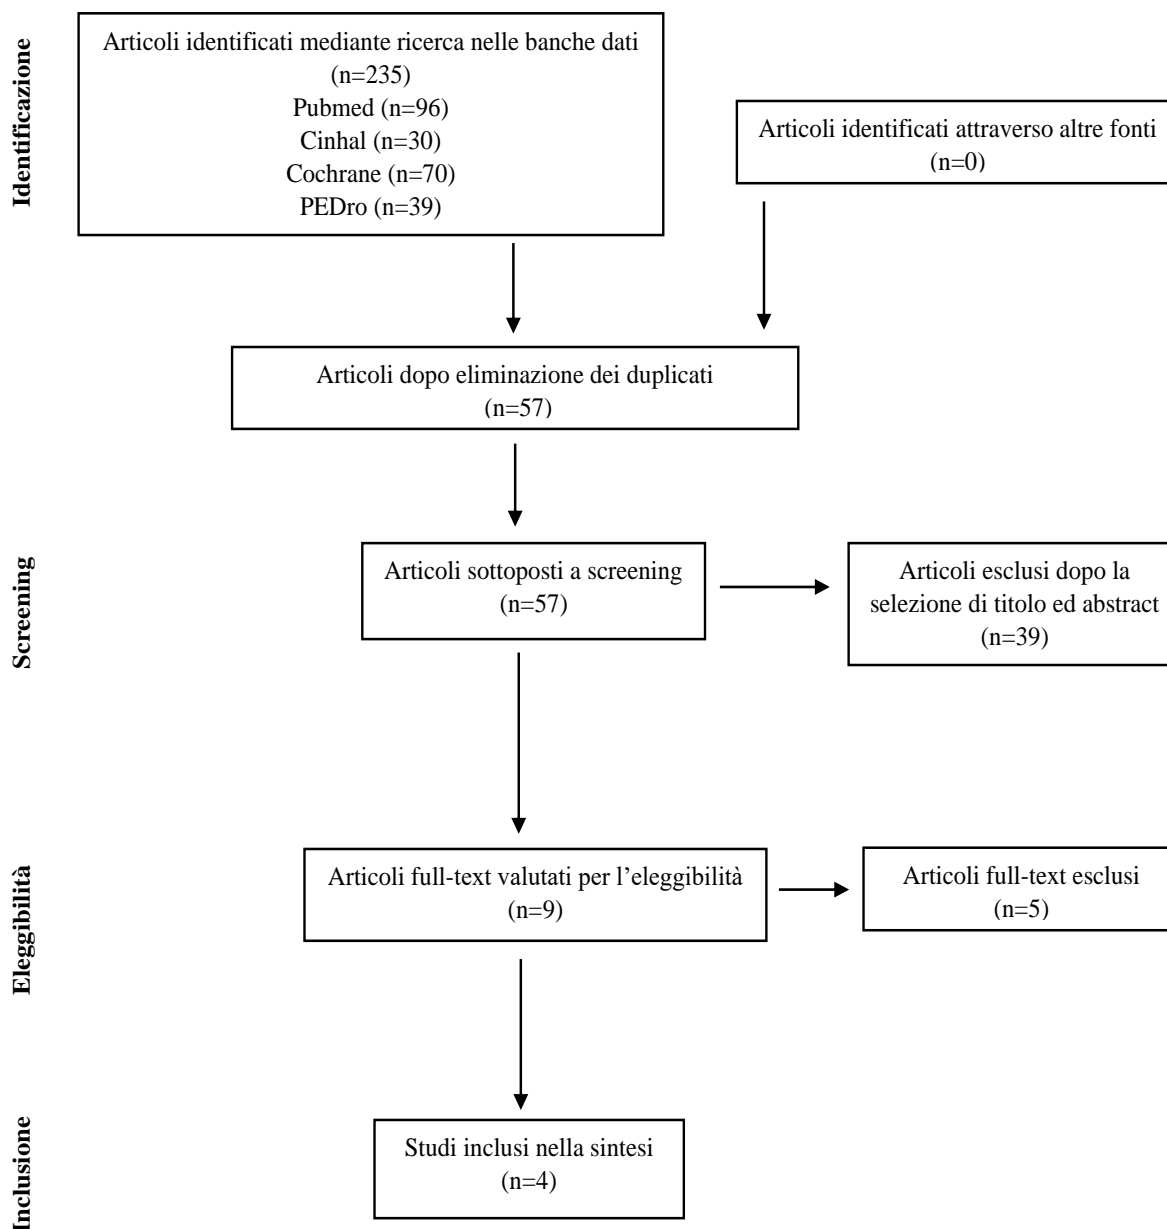 Identificazione
Articoli identificati mediante ricerca nelle banche dati
(n=235)
Pubmed (n=96)
Cinhal (n=30)
Cochrane (n=70)
PEDro (n=39)
Articoli identificati attraverso altre fonti
(n=0)
Articoli dopo eliminazione dei duplicati
(n=57)
Screening
Articoli sottoposti a screening
(n=57)
Articoli esclusi dopo la
selezione di titolo ed abstract
(n=39)
Eleggibilità
Articoli full-text valutati per l’eleggibilità
(n=9)
Articoli full-text esclusi
(n=5)
Inclusione
Studi inclusi nella sintesi
(n=4)